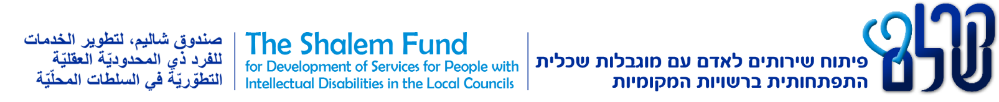 קרן שלם
פיתוח שירותים לאדם עם מוגבלות שכלית
התפתחותית ברשויות המקומיות
The Shalem Fund
for Development of Services for People with
Intellectual Disabilities in the Local Councils
صندوق شاليم، لتطوير الخدمات
للفرد ذي المحدوديّة العقليّة
التطوّريّة في السلطات المحلّيّة